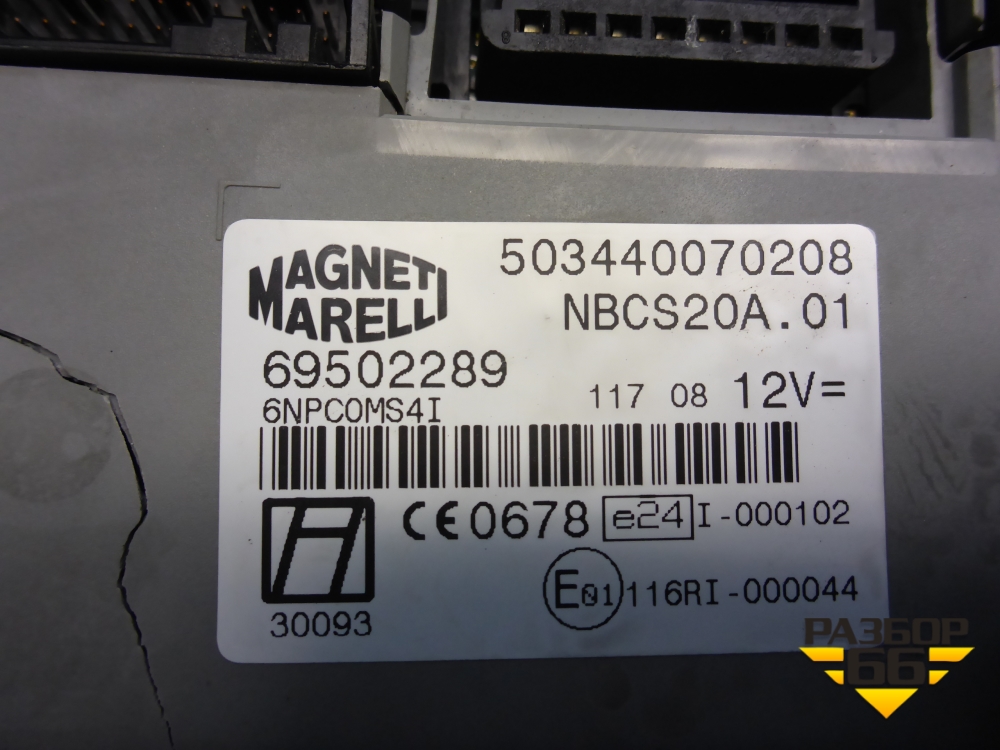 MAGNETI
MARELLI
503440070208
NBCS20A.01
69502289
6NPCOMS4I
117 08 12V=
CE0678 e24 I-000102
E01 116RI-000044
30093
РАЗБОР
66